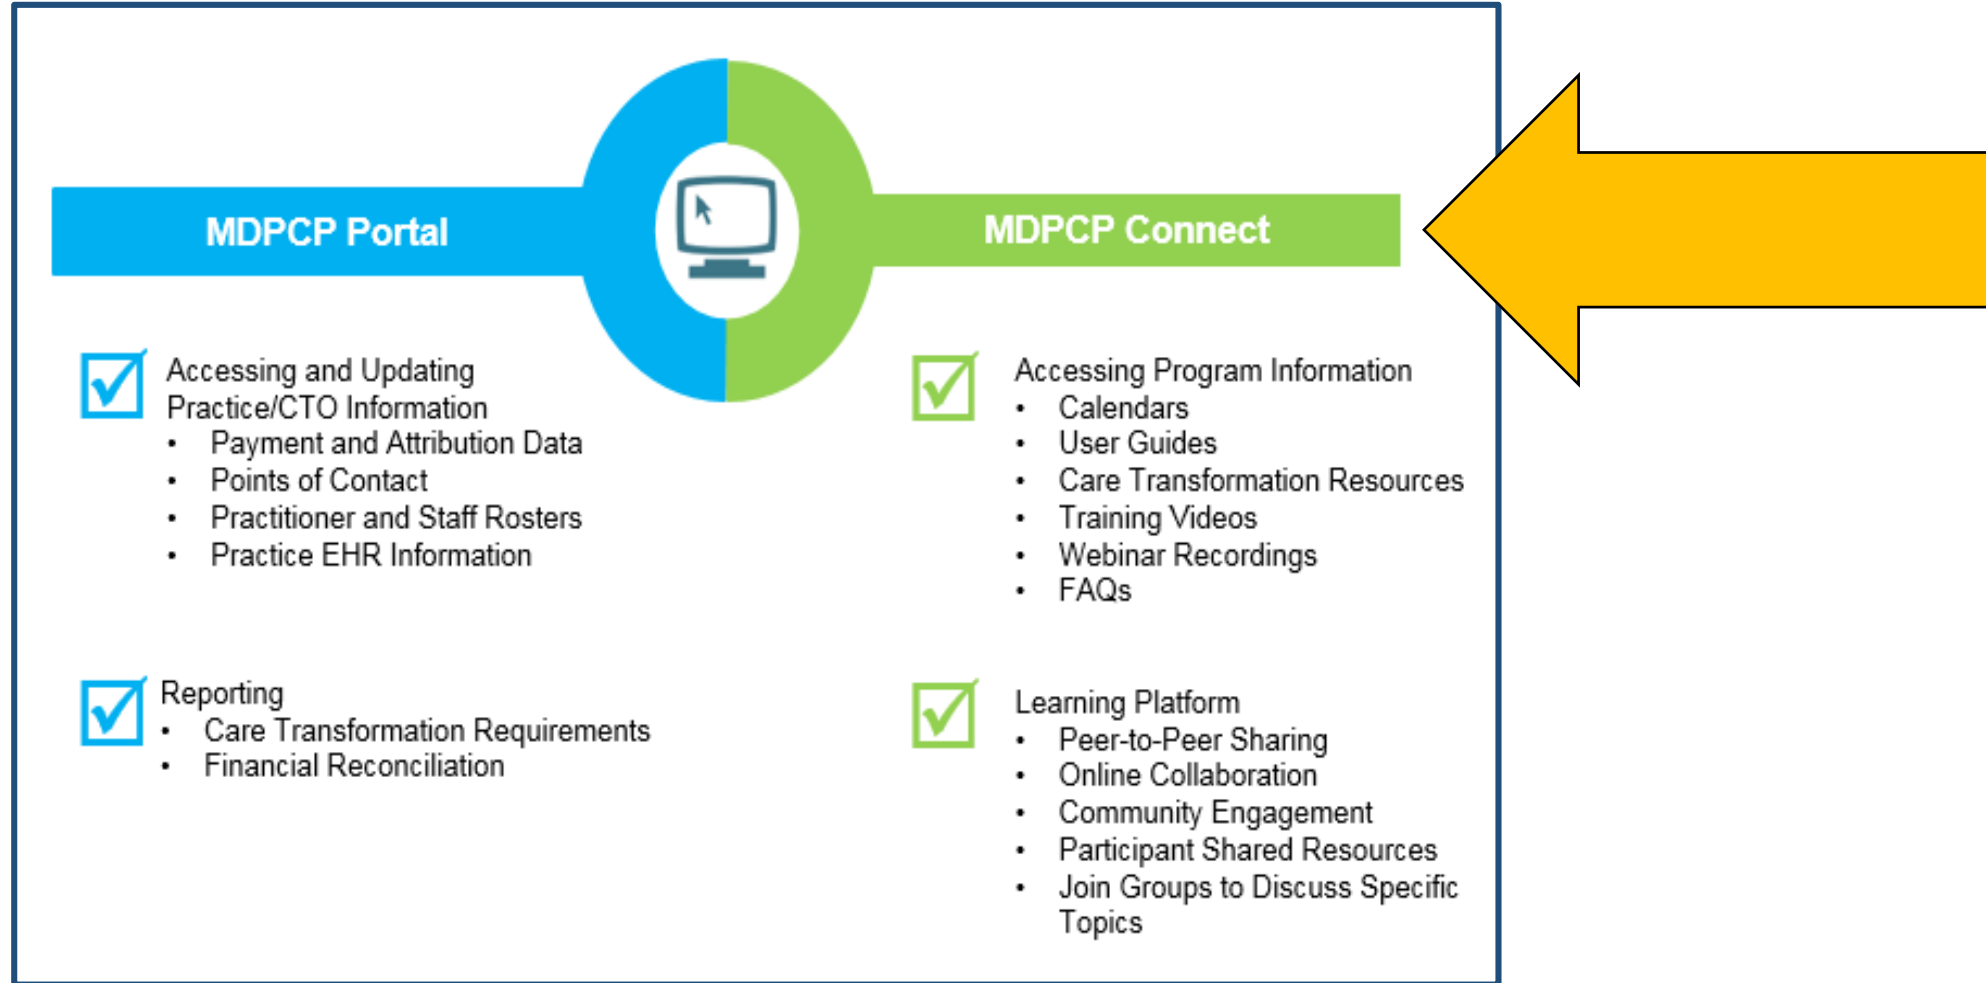 MDPCP Portal
Accessing and Updating
Practice/CTO Information
• Payment and Attribution Data
• Points of Contact
• Practitioner and Staff Rosters
• Practice EHR Information
Reporting
• Care Transformation Requirements
• Financial Reconciliation
MDPCP Connect
Accessing Program Information
• Calendars
• User Guides
• Care Transformation Resources
• Training Videos
• Webinar Recordings
• FAQs
Learning Platform
• Peer-to-Peer Sharing
• Online Collaboration
• Community Engagement
• Participant Shared Resources
• Join Groups to Discuss Specific
Topics